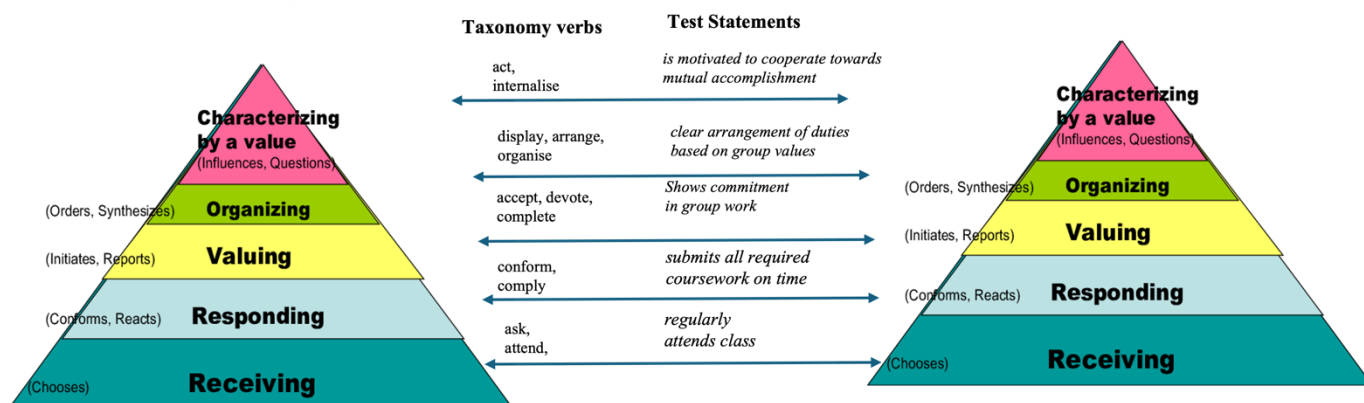 Taxonomy verbs
Test Statements
act,
internalise
is motivated to cooperate towards
mutual accomplishment
display, arrange,
organise
clear arrangement of duties
based on group values
accept, devote,
complete
Shows commitment
in group work
conform,
comply
submits all required
coursework on time
ask,
attend,
regularly
attends class
Characterizing
by a value
(Influences, Questions)
(Orders, Synthesizes)
Organizing
(Initiates, Reports)
Valuing
(Conforms, Reacts)
Responding
(Chooses)
Receiving
Characterizing
by a value
(Influences, Questions)
(Orders, Synthesizes)
Organizing
(Initiates, Reports)
Valuing
(Conforms, Reacts)
Responding
(Chooses)
Receiving